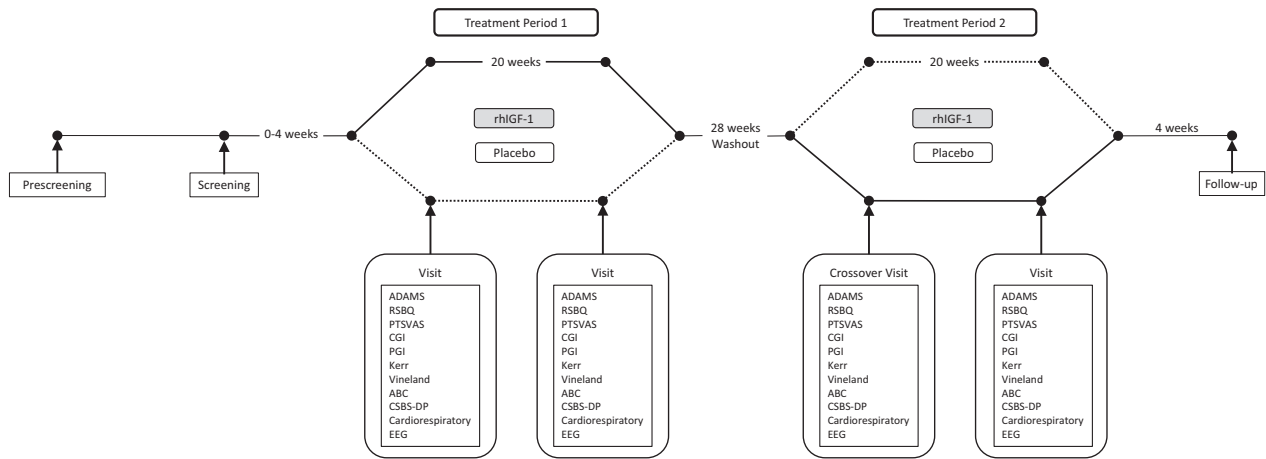 Treatment Period 1
Treatment Period 2
20 weeks
20 weeks
rhIGF-1
Placebo
rhIGF-1
Placebo
0-4 weeks
28 weeks
Washout
4 weeks
Prescreening
Screening
Follow-up
Visit
ADAMS
RSBQ
PTSVAS
CGI
PGI
Kerr
Vineland
ABC
CSBS-DP
Cardiorespiratory
EEG
Visit
ADAMS
RSBQ
PTSVAS
CGI
PGI
Kerr
Vineland
ABC
CSBS-DP
Cardiorespiratory
EEG
Crossover Visit
ADAMS
RSBQ
PTSVAS
CGI
PGI
Kerr
Vineland
ABC
CSBS-DP
Cardiorespiratory
EEG
Visit
ADAMS
RSBQ
PTSVAS
CGI
PGI
Kerr
Vineland
ABC
CSBS-DP
Cardiorespiratory
EEG